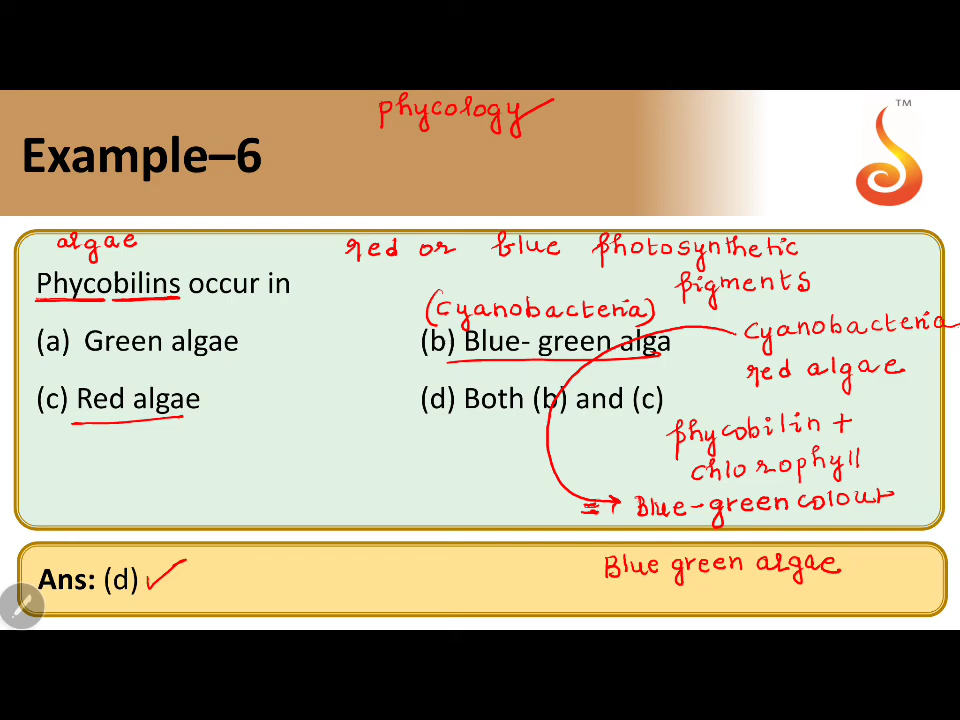 phycology
TM
Example–6
algae
red or blue photosynthetic
pigments
Phycobilins occur in
(Cyanobacteria)
(a) Green algae
(b) Blue- green alga
Cyanobacteria
red algae
(c) Red algae
(d) Both (b) and (c)
phycobilin +
chlorophyll
= Blue-green colour
Ans: (d)
Blue green algae